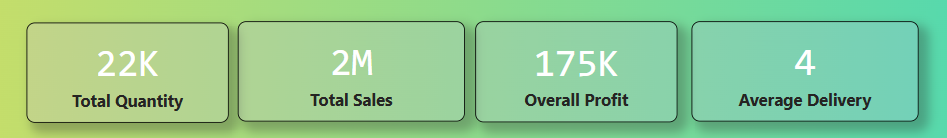 22K
Total Quantity
2M
Total Sales
175K
Overall Profit
4
Average Delivery